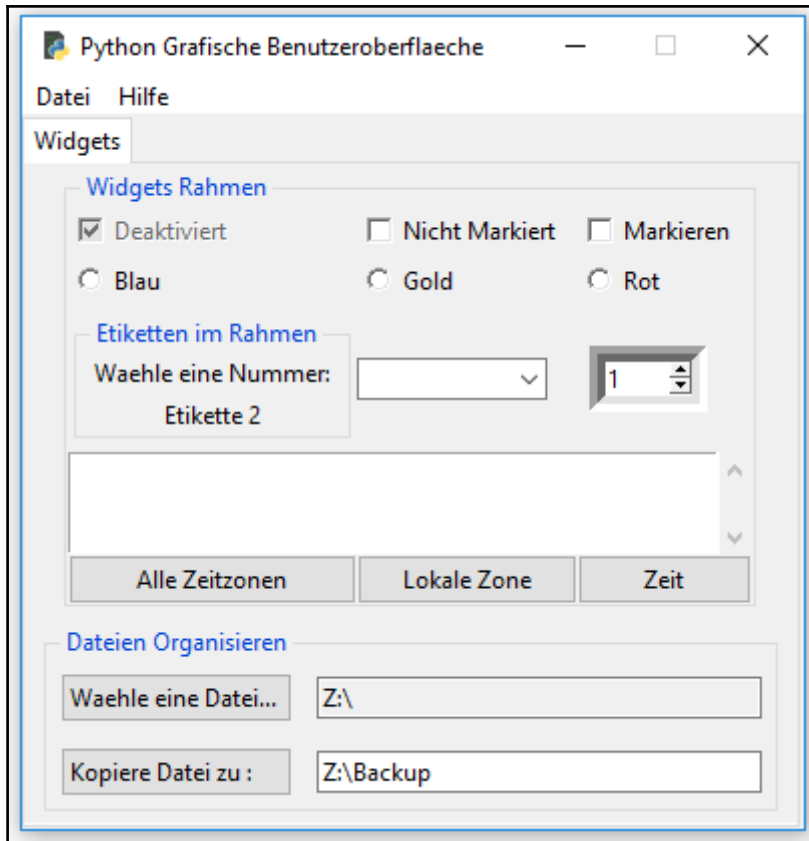 Python Grafische Benutzeroberflaeche
Datei Hilfe
Widgets
Widgets Rahmen
Deaktiviert Nicht Markiert Markieren
Blau Gold Rot
Etiketten im Rahmen
Waehle eine Nummer: 1
Etikette 2
Alle Zeitzonen Lokale Zone Zeit
Dateien Organisieren
Waehle eine Datei... Z:\
Kopiere Datei zu : Z:\Backup